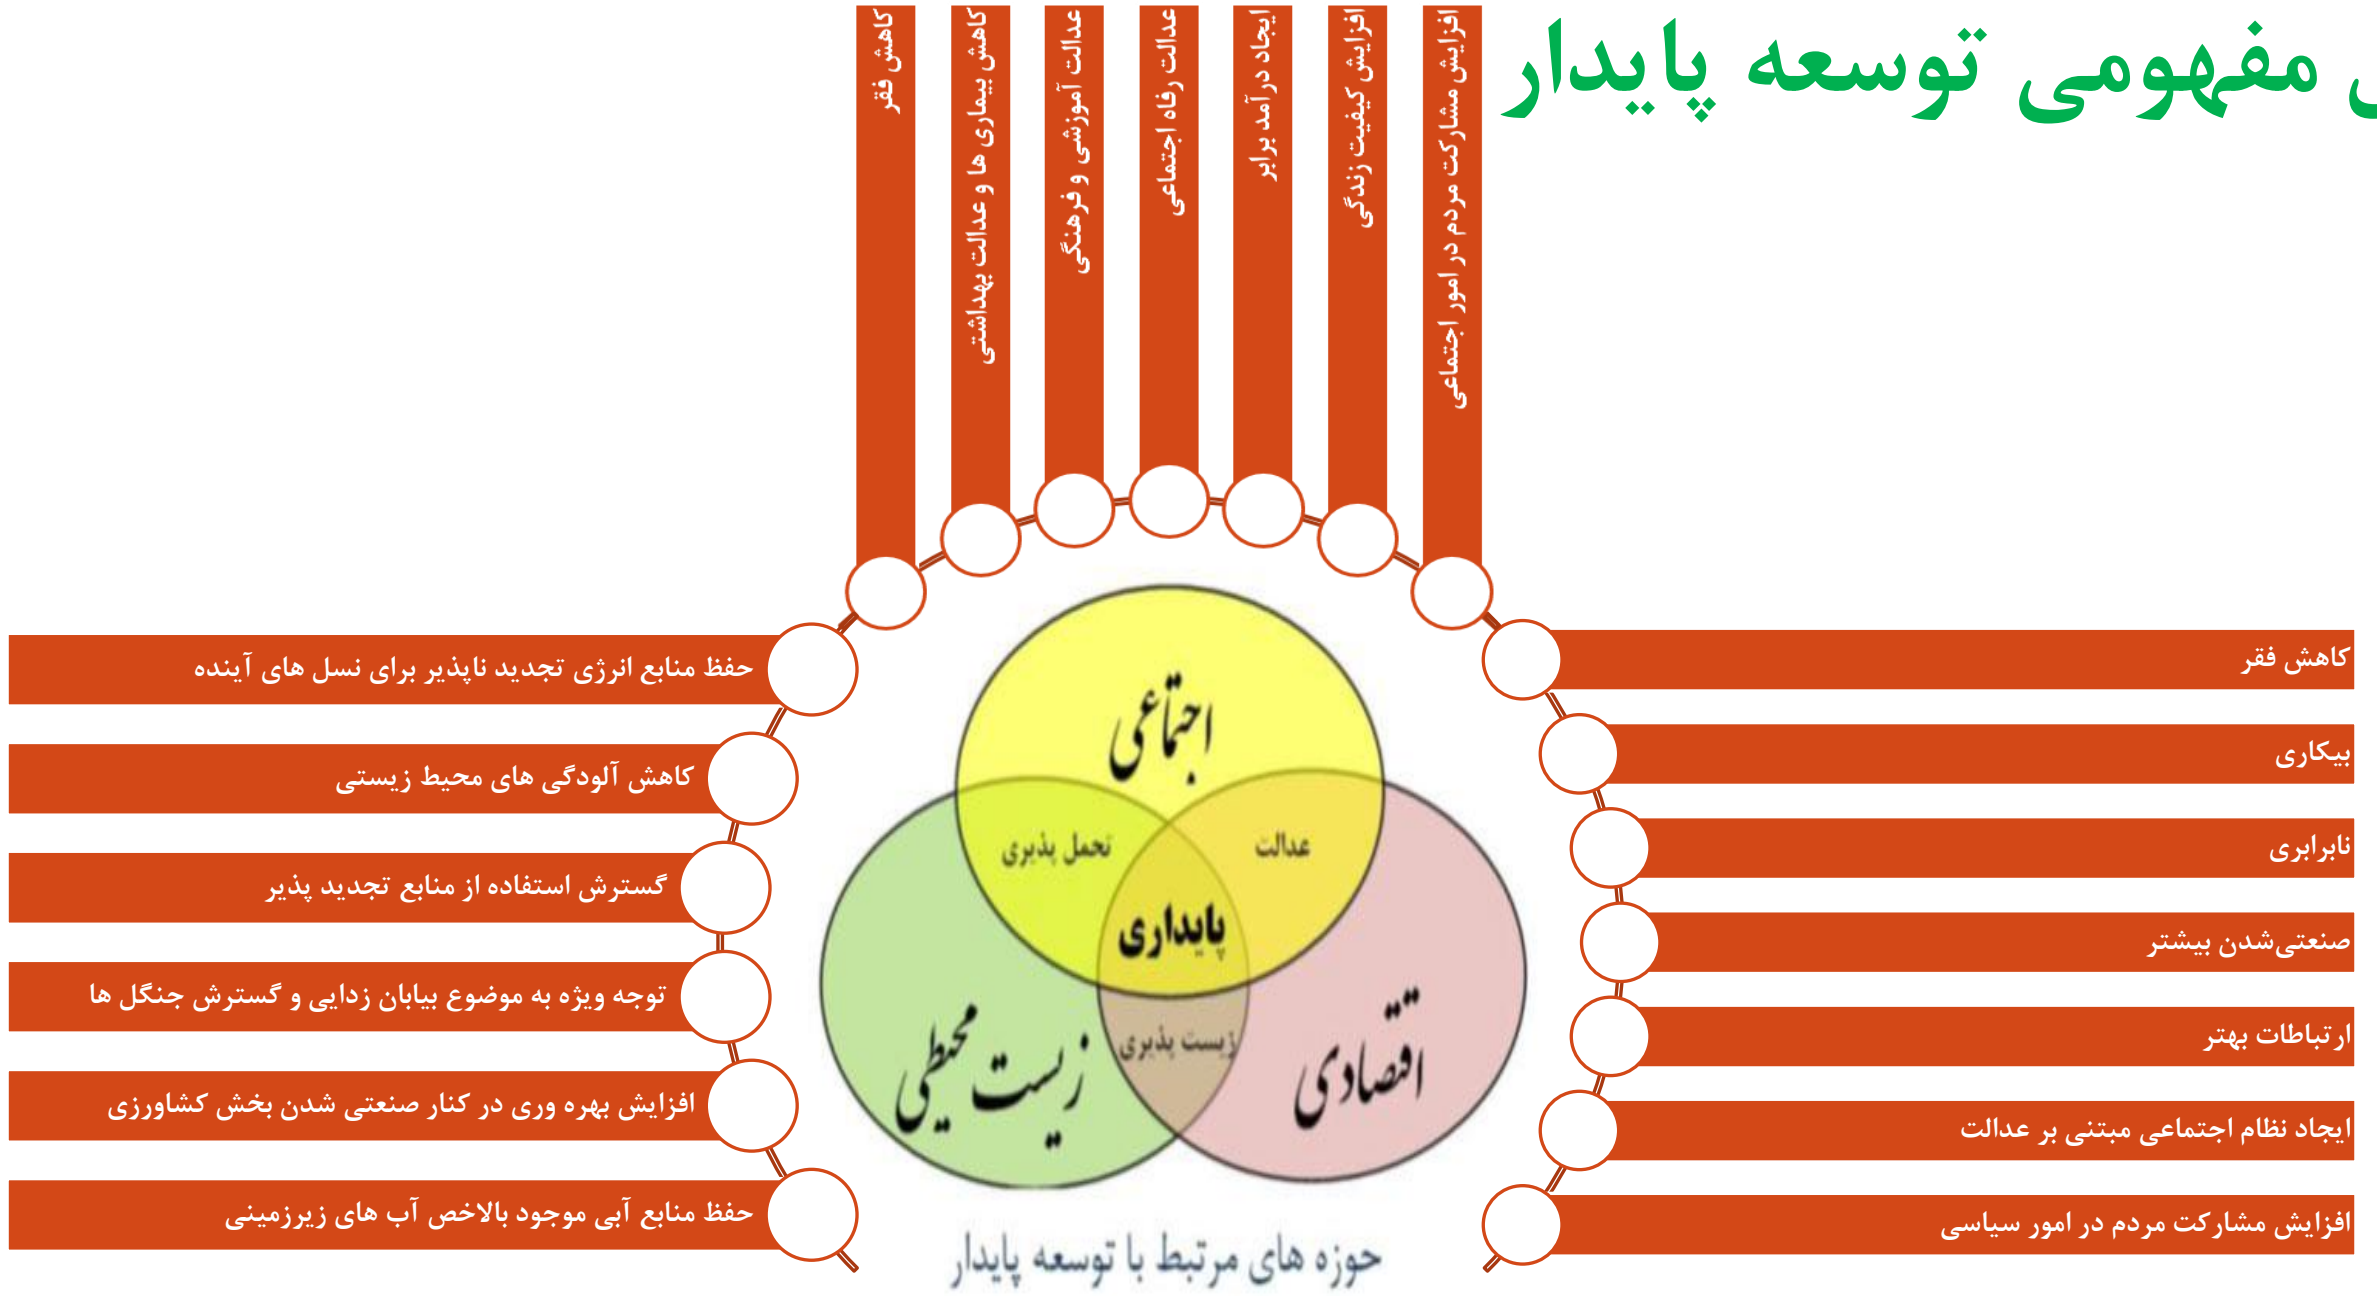 مفهومی توسعه پایدار
کاهش فقر
کاهش بیماری ها و عدالت بهداشتی
عدالت آموزشی و فرهنگی
عدالت رفاه اجتماعی
ایجاد درآمد برابر
افزایش کیفیت زندگی
افزایش مشارکت مردم در امور اجتماعی
کاهش فقر
بیکاری
نابرابری
صنعتی‌شدن بیشتر
ارتباطات بهتر
ایجاد نظام اجتماعی مبتنی بر عدالت
افزایش مشارکت مردم در امور سیاسی
اجتماعی
عدالت
تحمل پذیری
پایداری
زیست پذیری
اقتصادی
زیست محیطی
حوزه های مرتبط با توسعه پایدار
حفظ منابع انرژی تجدید ناپذیر برای نسل های آینده
کاهش آلودگی های محیط زیستی
گسترش استفاده از منابع تجدید پذیر
توجه ویژه به موضوع بیابان زدایی و گسترش جنگل ها
افزایش بهره وری در کنار صنعتی شدن بخش کشاورزی
حفظ منابع آبی موجود بالاخص آب های زیرزمینی